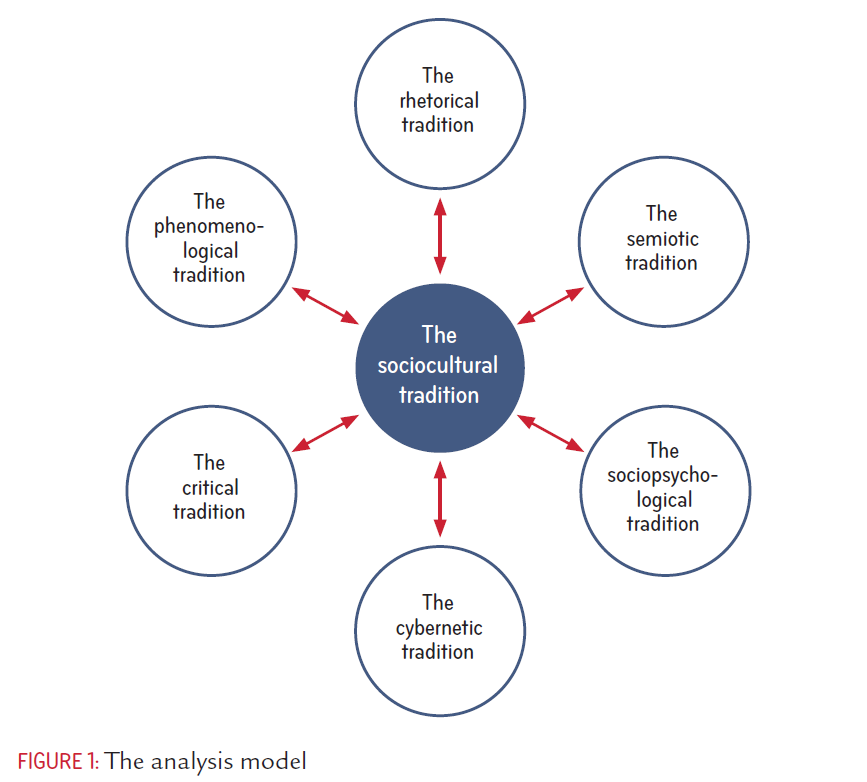 The
rhetorical
tradition
The
phenomeno-
logical
tradition
The
semiotic
tradition
The
sociocultural
tradition
The
critical
tradition
The
sociopsycho-
logical
tradition
The
cybernetic
tradition
FIGURE 1: The analysis model